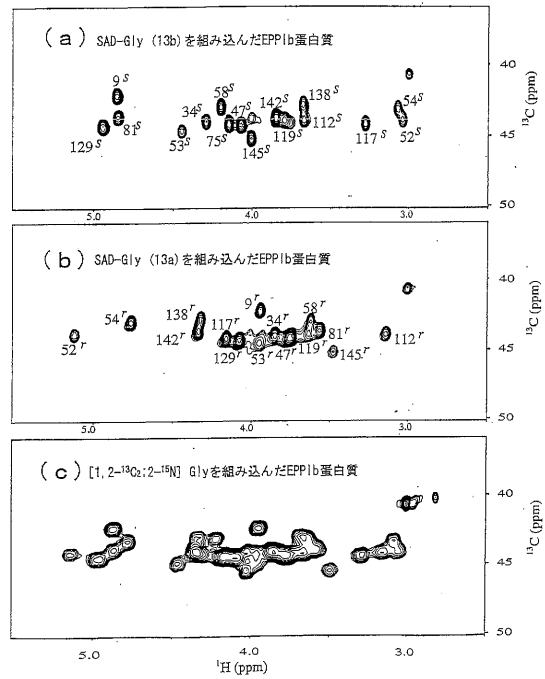 (a) SAD-Gly (13b)を組み込んだEPPIb蛋白質
9s
58s
138s
34s
47s
142s
54s
129s
81s
53s
75s
145s
119s
112s
117s
52s
40
45
50
13C (ppm)
5.0
4.0
3.0
(b) SAD-Gly (13a)を組み込んだEPPIb蛋白質
9r
58r
138r
54r
117r
34r
52r
142r
129r
53r
47r
119r
81r
145r
112r
40
45
50
13C (ppm)
5.0
4.0
3.0
(c) [1,2-13C2;2-15N] Glyを組み込んだEPPIb蛋白質
40
45
50
13C (ppm)
5.0
4.0
3.0
1H (ppm)